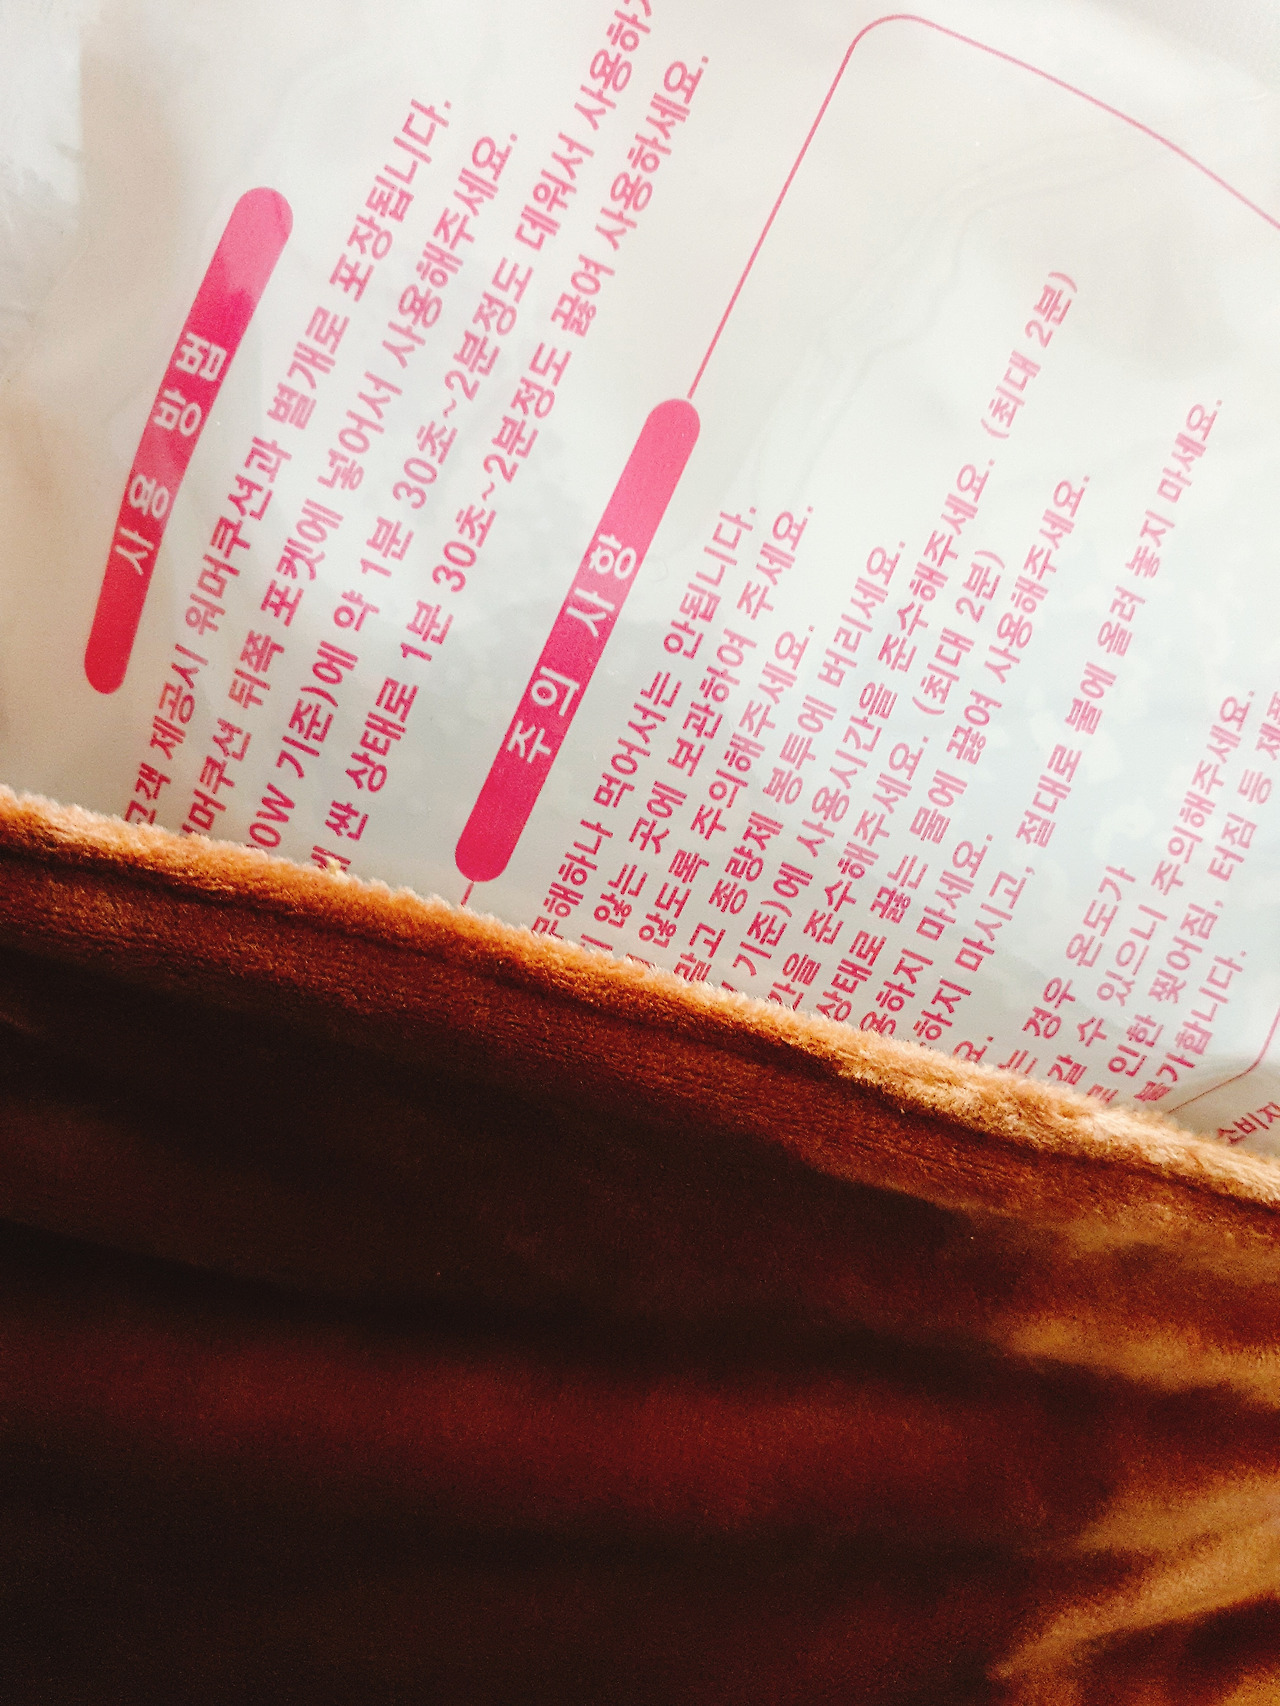 사용 방법
고객 제공시 워머쿠션과 별개로 포장됩니다.
워머쿠션 뒤쪽 포켓에 넣어서 사용해주세요.
기준)에 약 1분 30초~2분정도 데워서 사용하
싼 상태로 1분 30초~2분정도 끓여 사용하세요.
주의 사항
무해하나 먹어서는 안됩니다.
않는 곳에 보관하여 주세요.
않도록 주의해주세요.
말고 종량제 봉투에 버리세요.
기준)에 사용시간을 준수해주세요. (최대 2분)
준수해주세요. (최대 2분)
상태로 끓는 물에 끓여 사용해주세요.
마세요.
하지 마시고, 절대로 불에 올려 놓지 마세요.
요.
는 경우 온도가
갈 수 있으니 주의해주세요.
로 인한 찢어짐, 터짐 등
불가합니다.
소비자